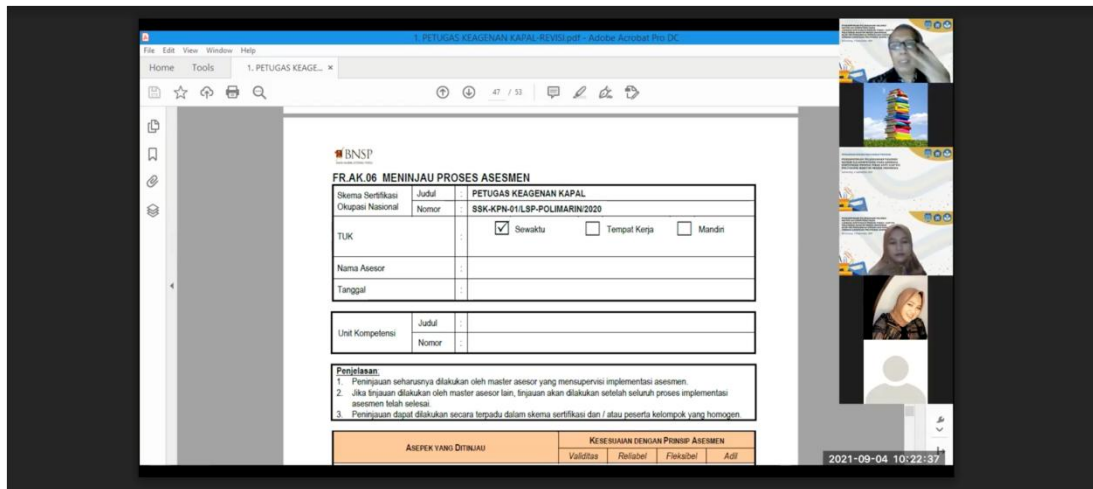 1. PETUGAS KEAGENAN KAPAL-REVISI.pdf - Adobe Acrobat Pro DC
File Edit View Window Help
Home Tools 1. PETUGAS KEAGE... ×
47 / 53
BNSP
FR.AK.06 MENINJAU PROSES ASESMEN
Skema Sertifikasi Okupasi Nasional
Judul : PETUGAS KEAGENAN KAPAL
Nomor : SSK-KPN-01/LSP-POLIMARIN/2020
TUK : Sewaktu Tempat Kerja Mandiri
Nama Asesor :
Tanggal :
Unit Kompetensi
Judul :
Nomor :
Penjelasan:
1. Peninjauan seharusnya dilakukan oleh master asesor yang mensupervisi implementasi asesmen.
2. Jika tinjauan dilakukan oleh master asesor lain, tinjauan akan dilakukan setelah seluruh proses implementasi
asesmen telah selesai.
3. Peninjauan dapat dilakukan secara terpadu dalam skema sertifikasi dan / atau peserta kelompok yang homogen.
ASEPEK YANG DITINJAU
KESESUAIAN DENGAN PRINSIP ASESMEN
Validitas Reliabel Fleksibel Adil
2021-09-04 10:22:37